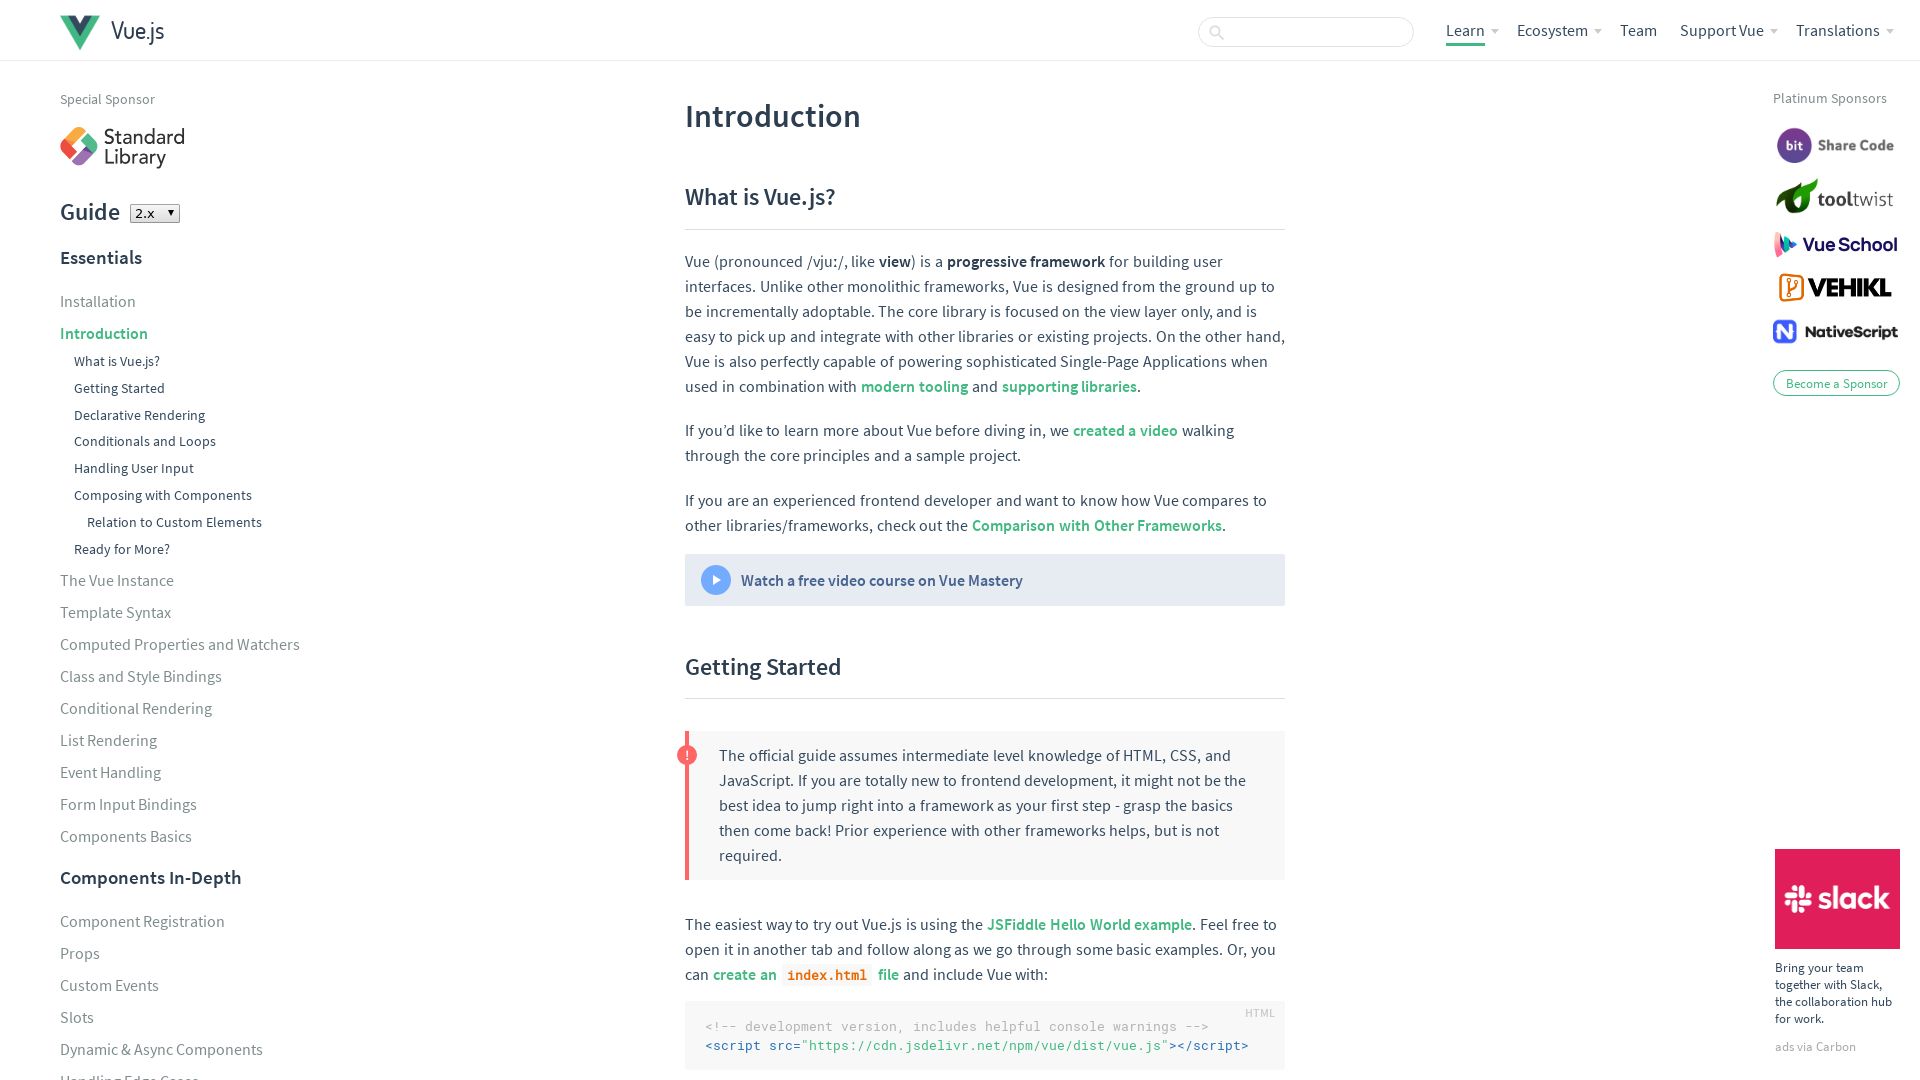 Vue.js
Learn
Ecosystem
Team
Support Vue
Translations
Special Sponsor
Standard
Library
Guide 2.x
Essentials
Installation
Introduction
What is Vue.js?
Getting Started
Declarative Rendering
Conditionals and Loops
Handling User Input
Composing with Components
Relation to Custom Elements
Ready for More?
The Vue Instance
Template Syntax
Computed Properties and Watchers
Class and Style Bindings
Conditional Rendering
List Rendering
Event Handling
Form Input Bindings
Components Basics
Components In-Depth
Component Registration
Props
Custom Events
Slots
Dynamic & Async Components
Handling Edge Cases
Introduction
What is Vue.js?
Vue (pronounced /vjuː/, like view) is a progressive framework for building user
interfaces. Unlike other monolithic frameworks, Vue is designed from the ground up to
be incrementally adoptable. The core library is focused on the view layer only, and is
easy to pick up and integrate with other libraries or existing projects. On the other hand,
Vue is also perfectly capable of powering sophisticated Single-Page Applications when
used in combination with modern tooling and supporting libraries.
If you’d like to learn more about Vue before diving in, we created a video walking
through the core principles and a sample project.
If you are an experienced frontend developer and want to know how Vue compares to
other libraries/frameworks, check out the Comparison with Other Frameworks.
Watch a free video course on Vue Mastery
Getting Started
!
The official guide assumes intermediate level knowledge of HTML, CSS, and
JavaScript. If you are totally new to frontend development, it might not be the
best idea to jump right into a framework as your first step - grasp the basics
then come back! Prior experience with other frameworks helps, but is not
required.
The easiest way to try out Vue.js is using the JSFiddle Hello World example. Feel free to
open it in another tab and follow along as we go through some basic examples. Or, you
can create an index.html file and include Vue with:
HTML
<!-- development version, includes helpful console warnings -->
<script src="https://cdn.jsdelivr.net/npm/vue/dist/vue.js"></script>
Platinum Sponsors
bit Share Code
tooltwist
Vue School
VEHIKL
N NativeScript
Become a Sponsor
slack
Bring your team
together with Slack,
the collaboration hub
for work.
ads via Carbon